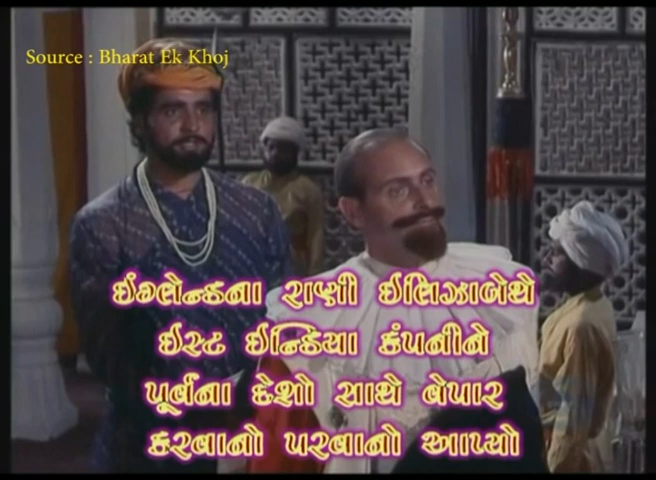 Source : Bharat Ek Khoj
ઈંગ્લેન્ડના રાણી ઈલિઝાબેથે
ઈસ્ટ ઈન્ડિયા કંપનીને
પૂર્વના દેશો સાથે વેપાર
કરવાનો પરવાનો આપ્યો